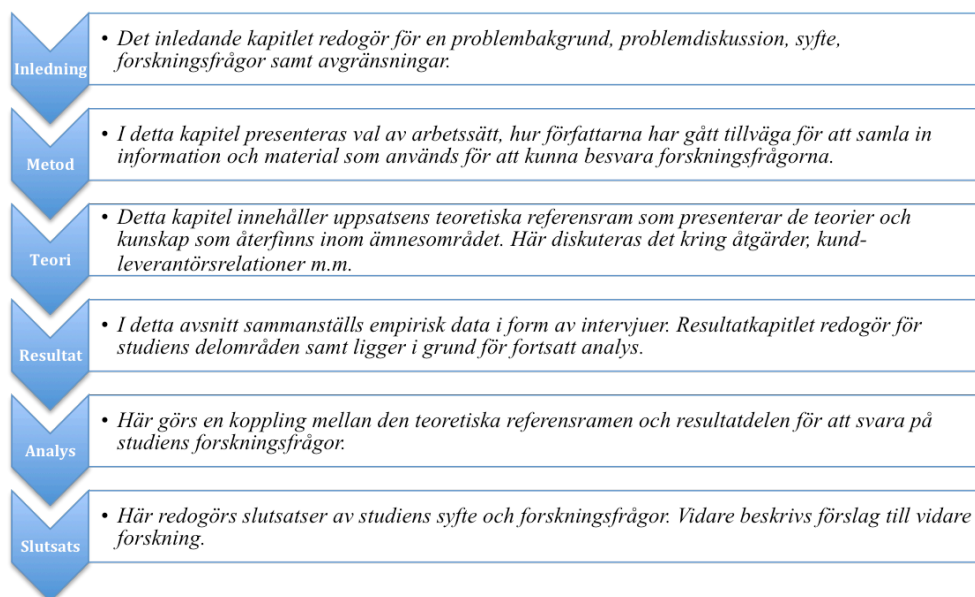 Inledning
• Det inledande kapitlet redogör för en problembakgrund, problemdiskussion, syfte,
forskningsfrågor samt avgränsningar.
Metod
• I detta kapitel presenteras val av arbetssätt, hur författarna har gått tillväga för att samla in
information och material som används för att kunna besvara forskningsfrågorna.
Teori
• Detta kapitel innehåller uppsatsens teoretiska referensram som presenterar de teorier och
kunskap som återfinns inom ämnesområdet. Här diskuteras det kring åtgärder, kund-
leverantörsrelationer m.m.
Resultat
• I detta avsnitt sammanställs empirisk data i form av intervjuer. Resultatkapitlet redogör för
studiens delområden samt ligger i grund för fortsatt analys.
Analys
• Här görs en koppling mellan den teoretiska referensramen och resultatdelen för att svara på
studiens forskningsfrågor.
Slutsats
• Här redogörs slutsatser av studiens syfte och forskningsfrågor. Vidare beskrivs förslag till vidare
forskning.